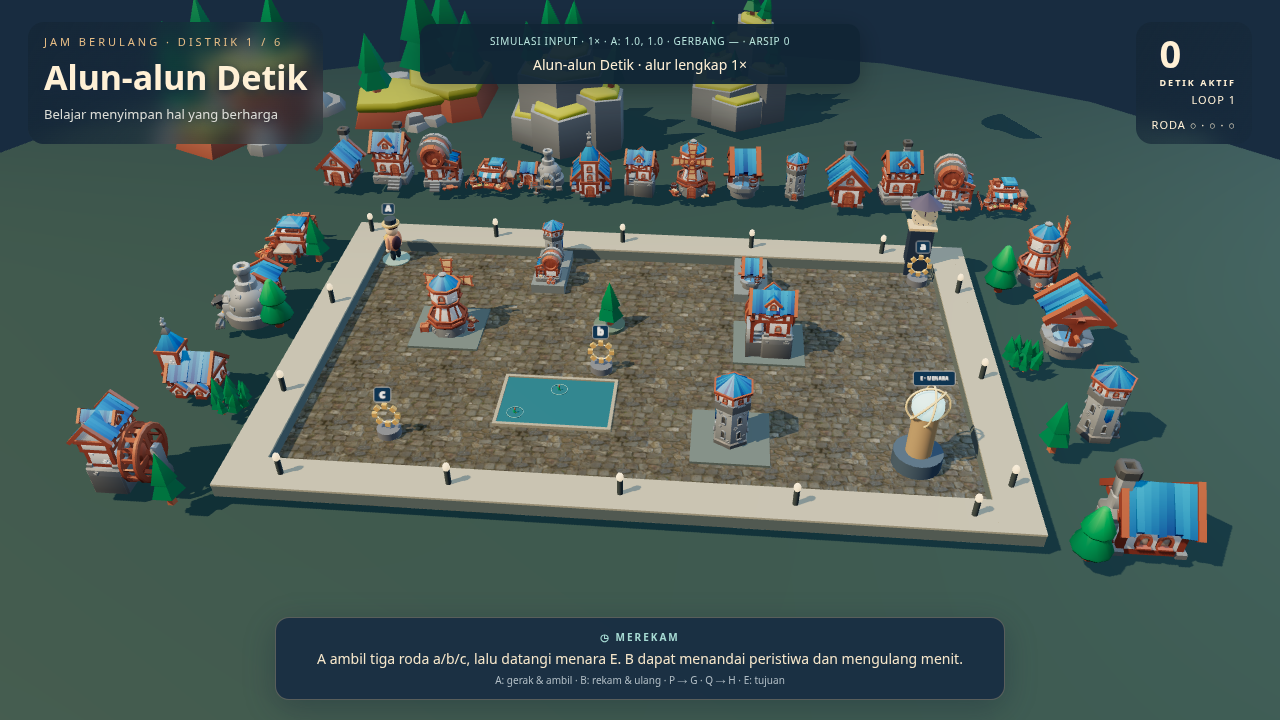 JAM BERULANG · DISTRIK 1 / 6
Alun-alun Detik
Belajar menyimpan hal yang berharga
SIMULASI INPUT · 1× · A: 1.0, 1.0 · GERBANG — · ARSIP 0
Alun-alun Detik · alur lengkap 1×
0
DETIK AKTIF
LOOP 1
RODA ○ · ○ · ○
A
a
b
c
E · MENARA
◷ MEREKAM
A ambil tiga roda a/b/c, lalu datangi menara E. B dapat menandai peristiwa dan mengulang menit.
A: gerak & ambil · B: rekam & ulang · P → G · Q → H · E: tujuan